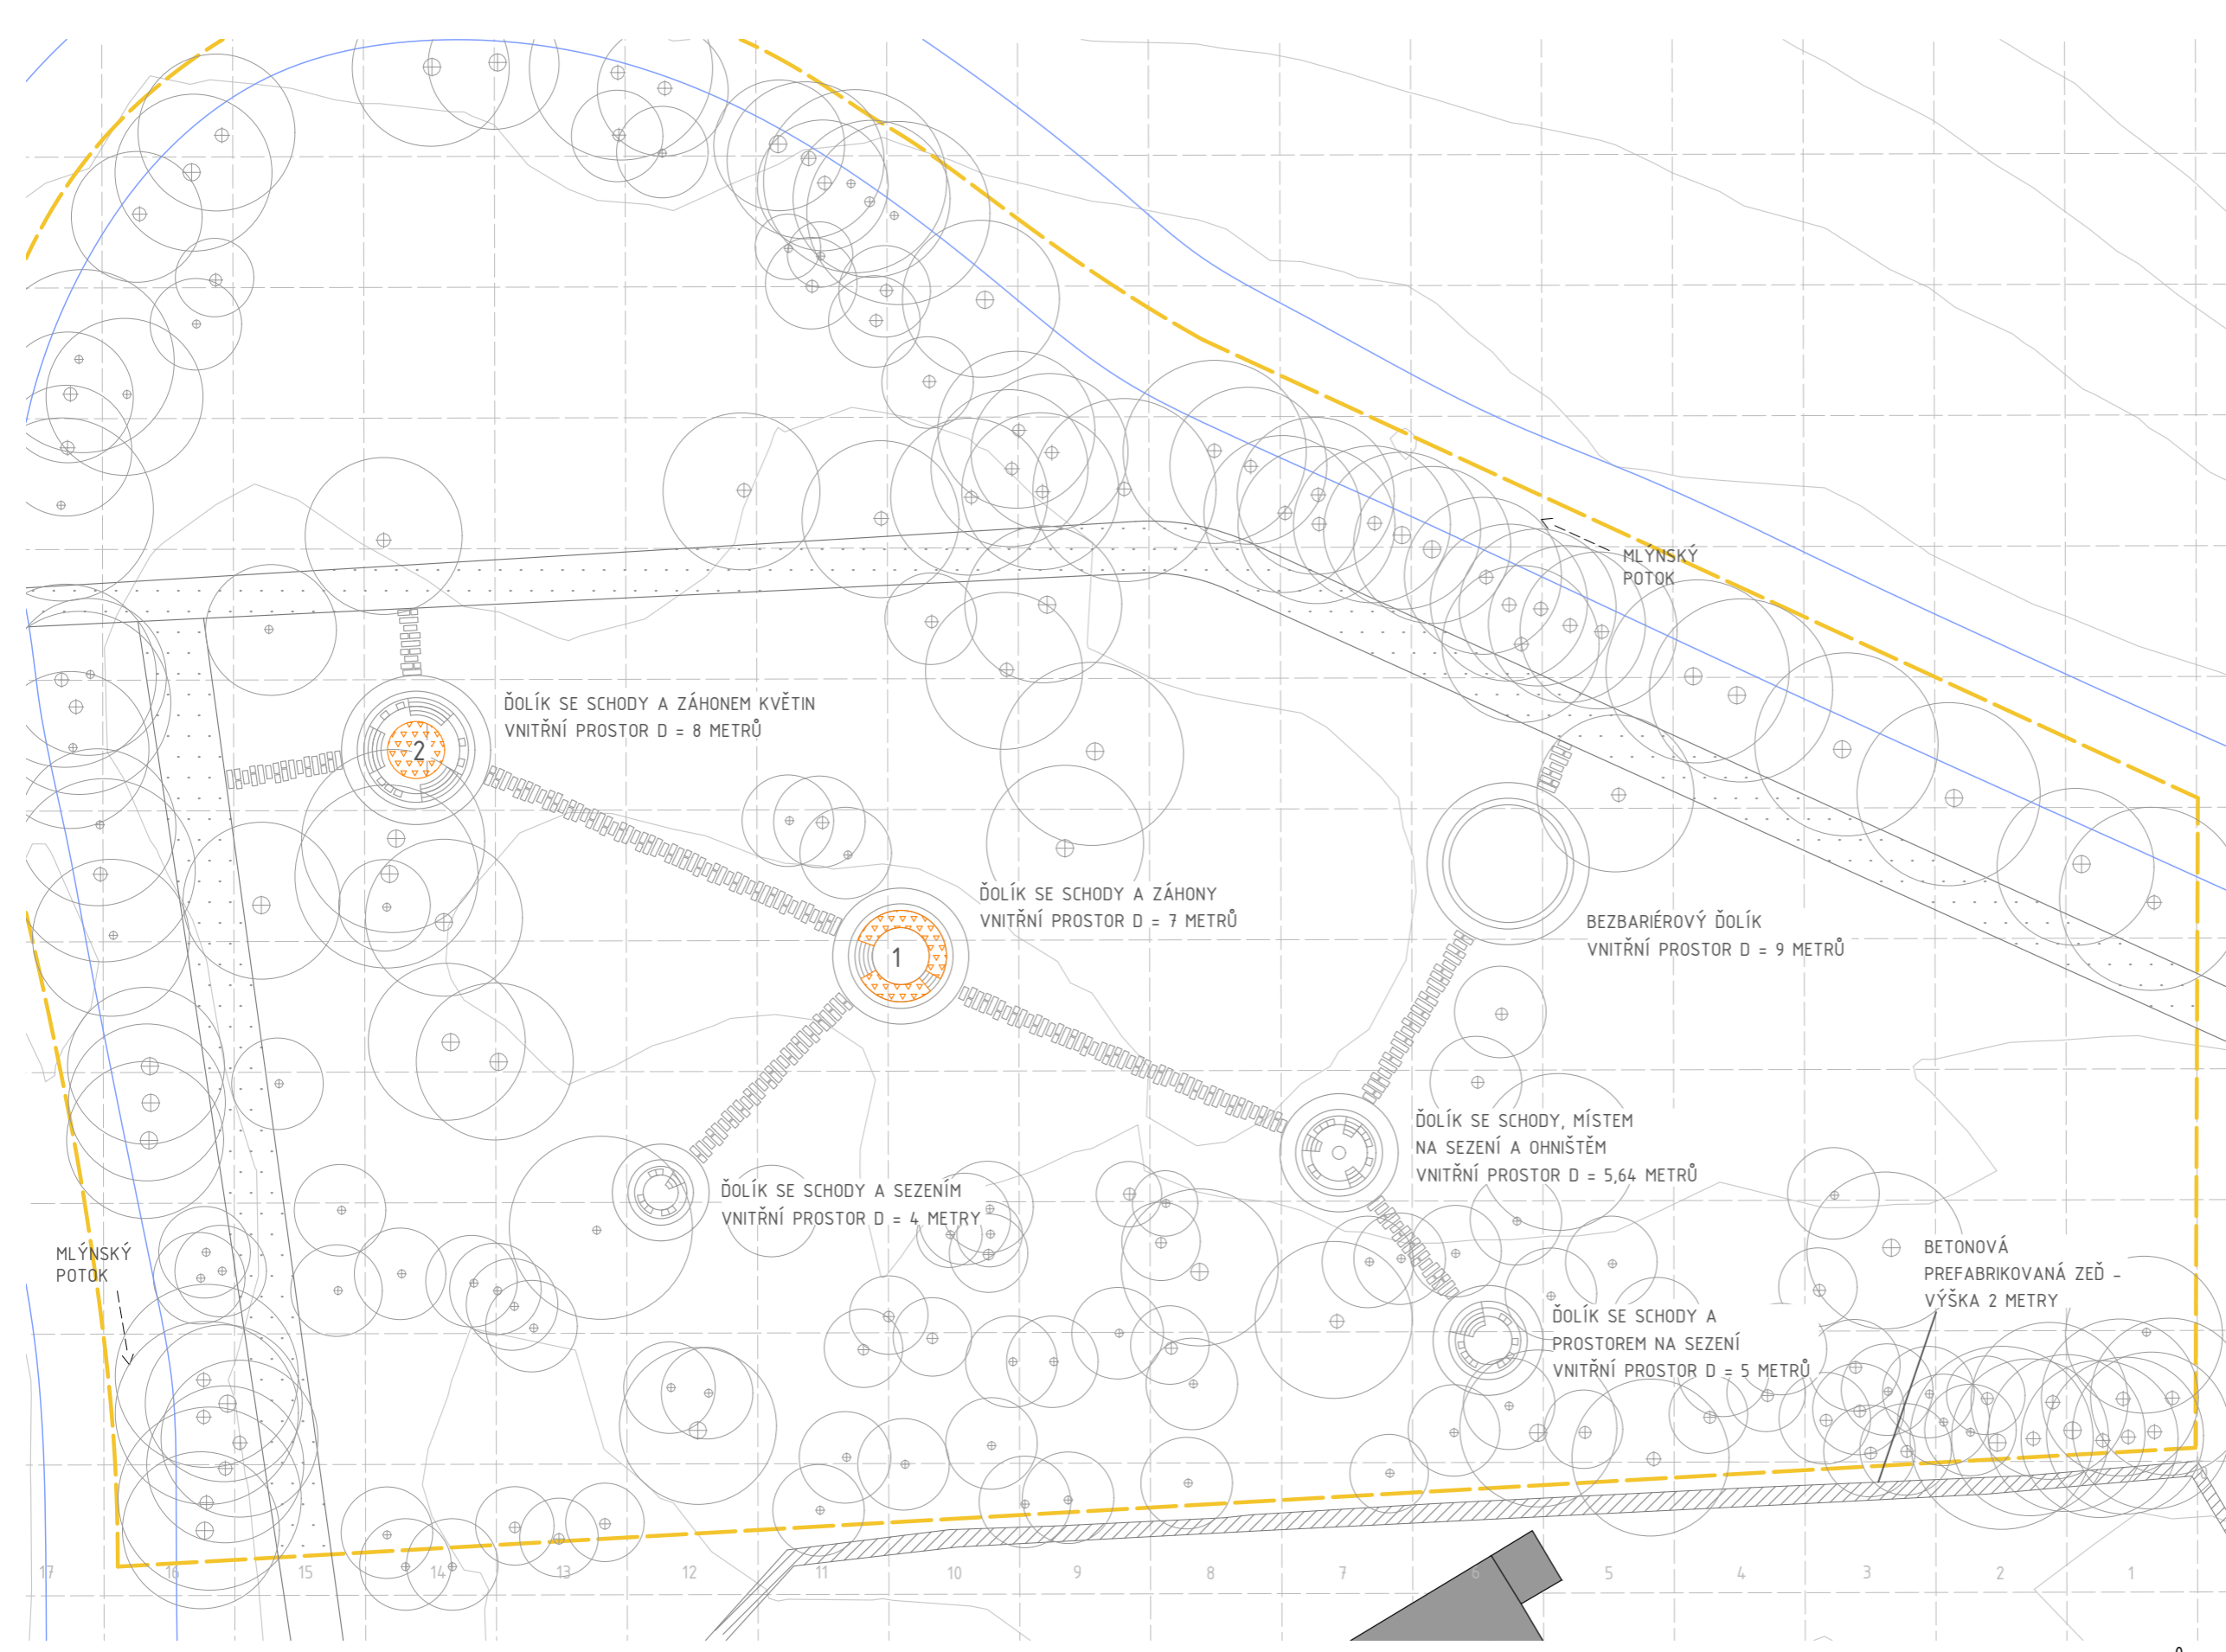 MLÝNSKÝ
POTOK
ĎOLÍK SE SCHODY A ZÁHONEM KVĚTIN
VNITŘNÍ PROSTOR D = 8 METRŮ
2
ĎOLÍK SE SCHODY A ZÁHONY
VNITŘNÍ PROSTOR D = 7 METRŮ
1
BEZBARIÉROVÝ ĎOLÍK
VNITŘNÍ PROSTOR D = 9 METRŮ
ĎOLÍK SE SCHODY, MÍSTEM
NA SEZENÍ A OHNIŠTĚM
VNITŘNÍ PROSTOR D = 5,64 METRŮ
ĎOLÍK SE SCHODY A SEZENÍM
VNITŘNÍ PROSTOR D = 4 METRY
MLÝNSKÝ
POTOK
BETONOVÁ
PREFABRIKOVANÁ ZEĎ -
VÝŠKA 2 METRY
ĎOLÍK SE SCHODY A
PROSTOREM NA SEZENÍ
VNITŘNÍ PROSTOR D = 5 METRŮ
17 16 15 14 13 12 11 10 9 8 7 6 5 4 3 2 1